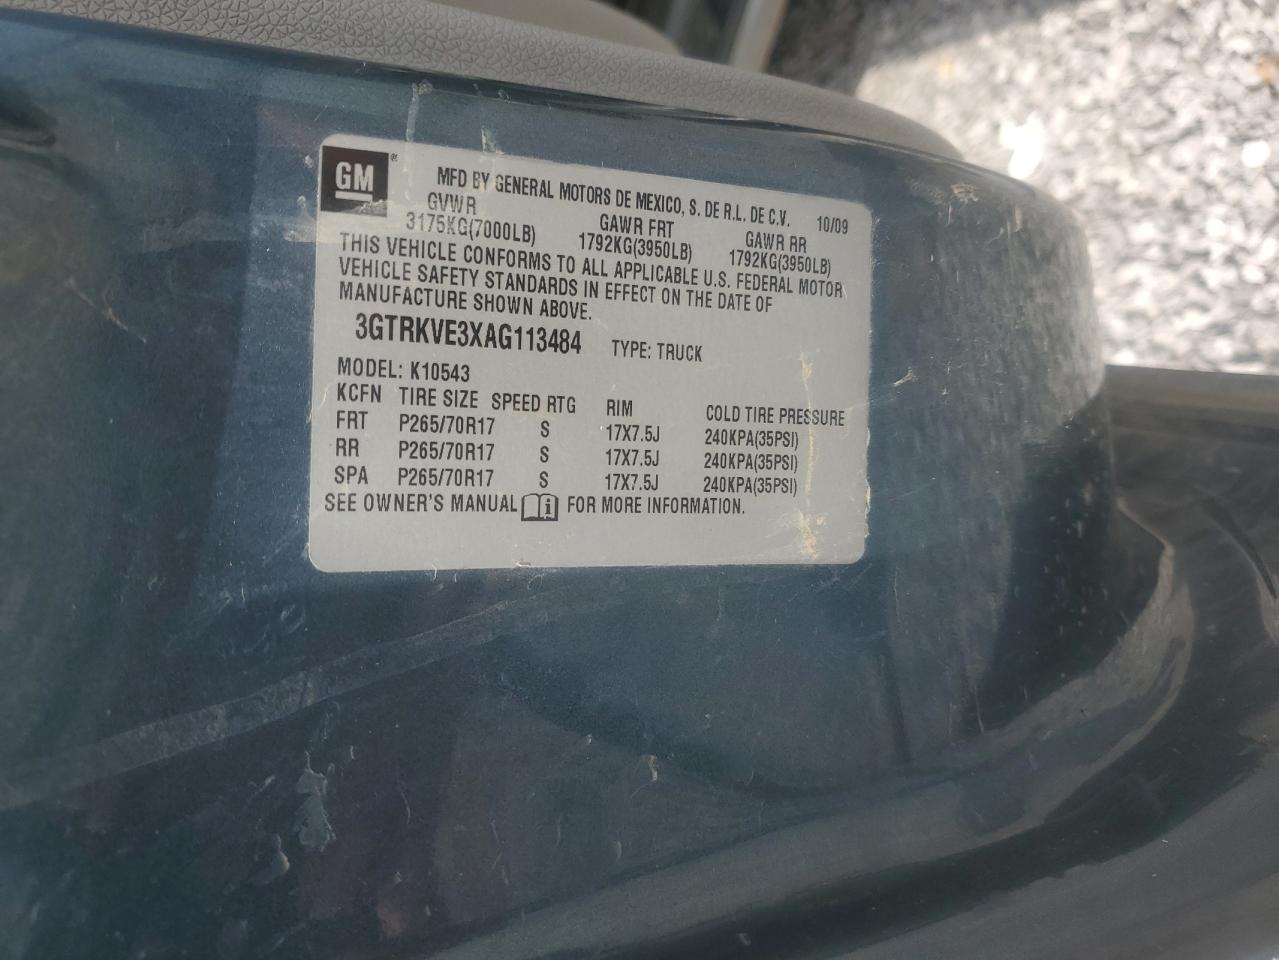 GM® MFD BY GENERAL MOTORS DE MEXICO, S. DE R.L. DE C.V. 10/09
GVWR GAWR FRT GAWR RR
3175KG(7000LB) 1792KG(3950LB) 1792KG(3950LB)
THIS VEHICLE CONFORMS TO ALL APPLICABLE U.S. FEDERAL MOTOR
VEHICLE SAFETY STANDARDS IN EFFECT ON THE DATE OF
MANUFACTURE SHOWN ABOVE.
3GTRKVE3XAG113484 TYPE: TRUCK
MODEL: K10543
KCFN TIRE SIZE SPEED RTG RIM COLD TIRE PRESSURE
FRT P265/70R17 S 17X7.5J 240KPA(35PSI)
RR P265/70R17 S 17X7.5J 240KPA(35PSI)
SPA P265/70R17 S 17X7.5J 240KPA(35PSI)
SEE OWNER'S MANUAL i FOR MORE INFORMATION.